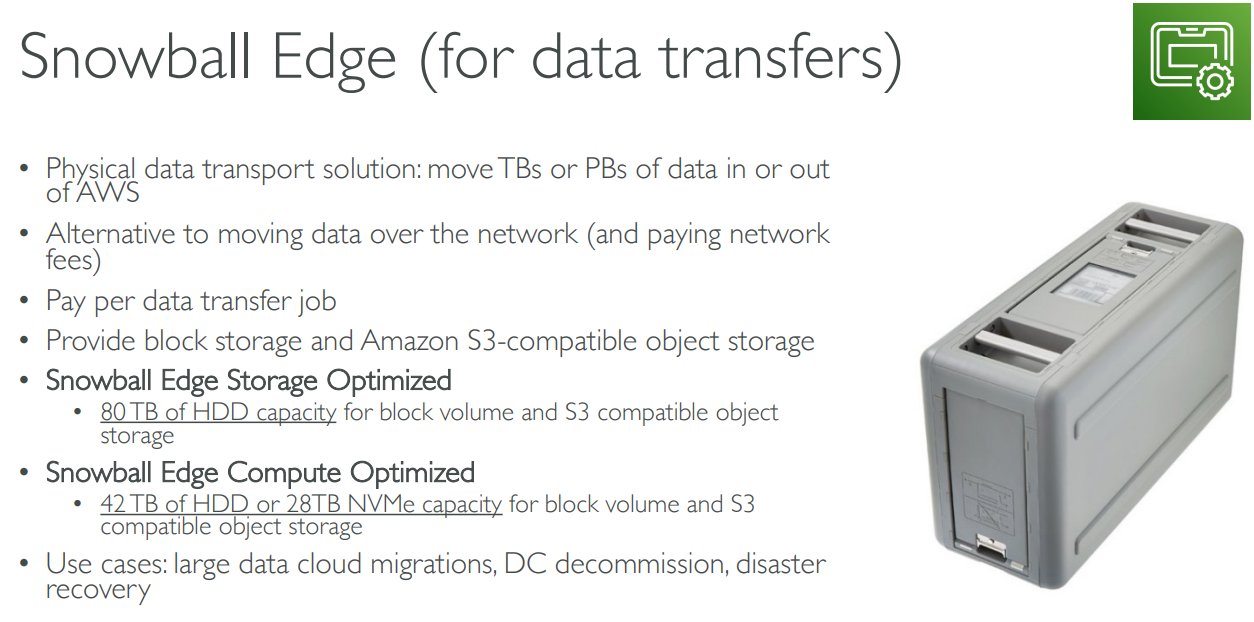 Snowball Edge (for data transfers)
• Physical data transport solution: move TBs or PBs of data in or out
of AWS
• Alternative to moving data over the network (and paying network
fees)
• Pay per data transfer job
• Provide block storage and Amazon S3-compatible object storage
• Snowball Edge Storage Optimized
• 80 TB of HDD capacity for block volume and S3 compatible object
storage
• Snowball Edge Compute Optimized
• 42 TB of HDD or 28TB NVMe capacity for block volume and S3
compatible object storage
• Use cases: large data cloud migrations, DC decommission, disaster
recovery